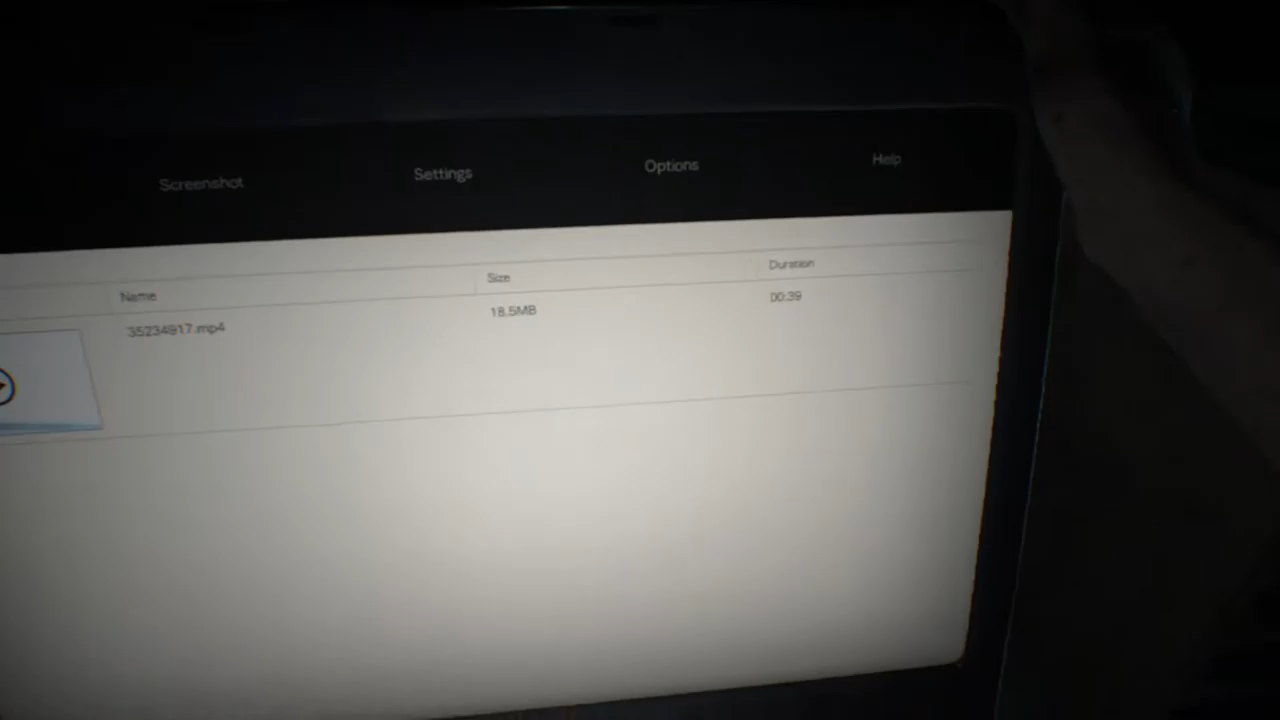 Screenshot Settings Options Help
Name Size Duration
35234917.mp4 18.5MB 00:39